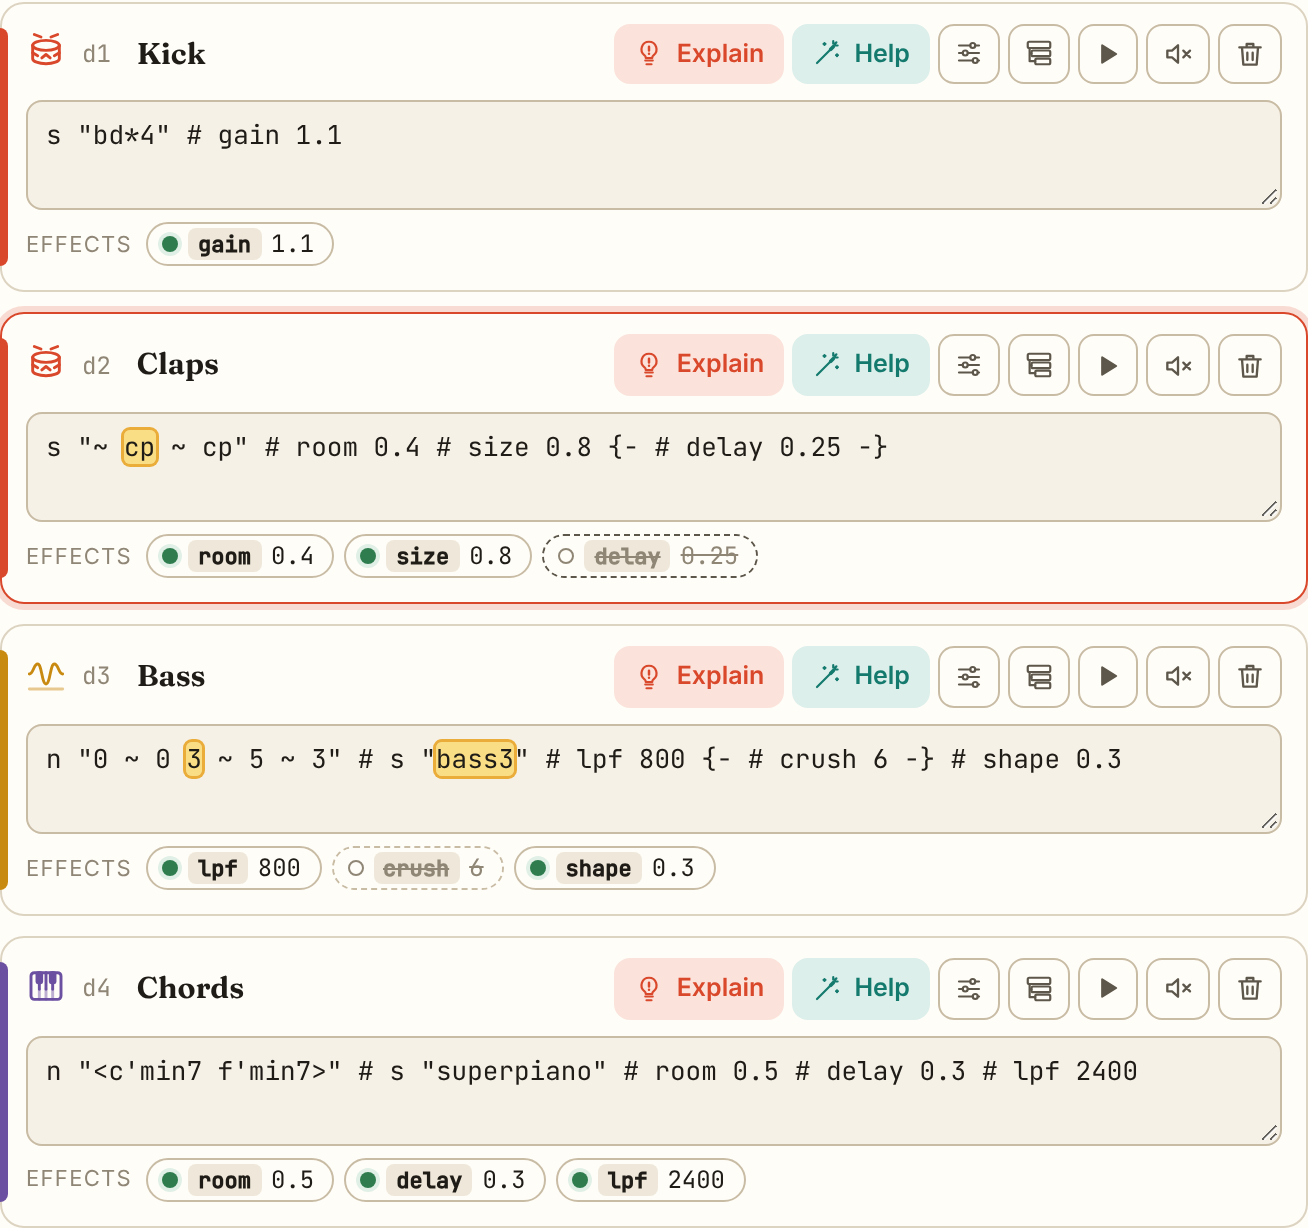 d1 Kick Explain Help
s "bd*4" # gain 1.1
EFFECTS gain 1.1
d2 Claps Explain Help
s "~ cp ~ cp" # room 0.4 # size 0.8 {- # delay 0.25 -}
EFFECTS room 0.4 size 0.8 delay 0.25
d3 Bass Explain Help
n "0 ~ 0 3 ~ 5 ~ 3" # s "bass3" # lpf 800 {- # crush 6 -} # shape 0.3
EFFECTS lpf 800 crush 6 shape 0.3
d4 Chords Explain Help
n "<c'min7 f'min7>" # s "superpiano" # room 0.5 # delay 0.3 # lpf 2400
EFFECTS room 0.5 delay 0.3 lpf 2400